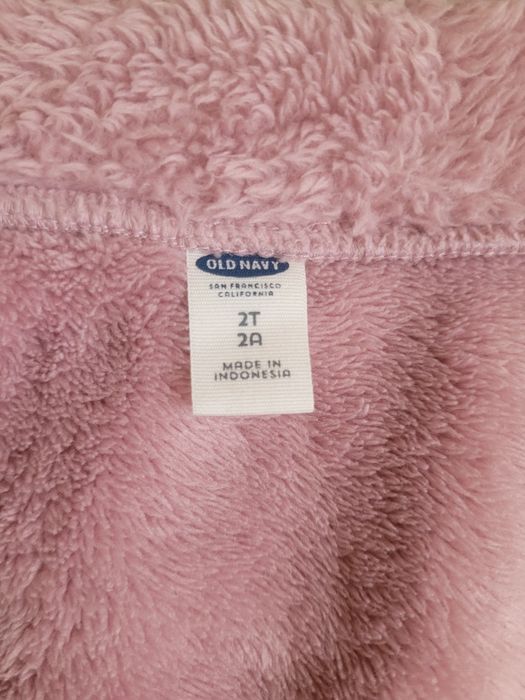 OLD NAVY
SAN FRANCISCO
CALIFORNIA
2T
2A
MADE IN
INDONESIA